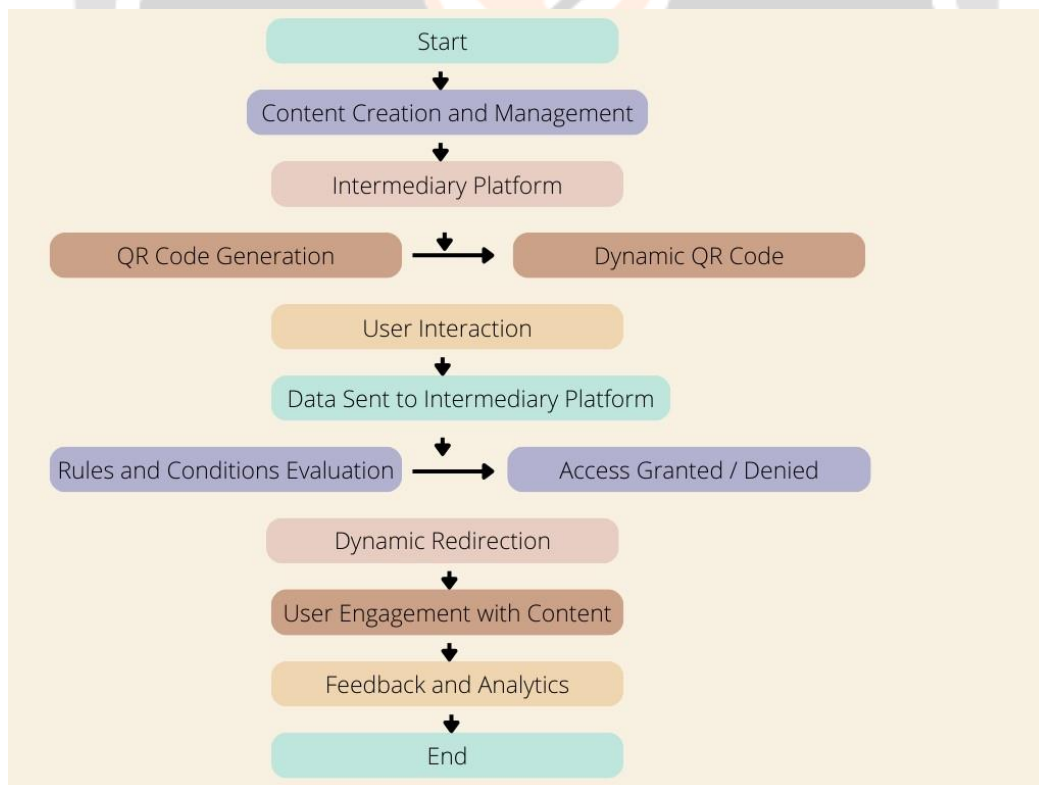 Start
Content Creation and Management
Intermediary Platform
QR Code Generation
Dynamic QR Code
User Interaction
Data Sent to Intermediary Platform
Rules and Conditions Evaluation
Access Granted / Denied
Dynamic Redirection
User Engagement with Content
Feedback and Analytics
End